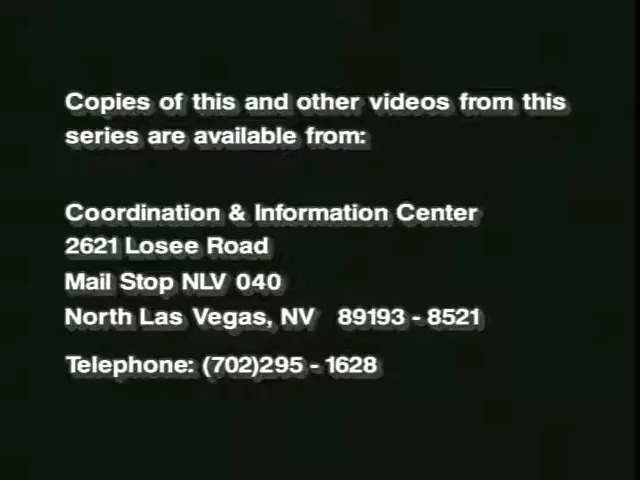 Copies of this and other videos from this
series are available from:
Coordination & Information Center
2621 Losee Road
Mail Stop NLV 040
North Las Vegas, NV 89193 - 8521
Telephone: (702)295 - 1628